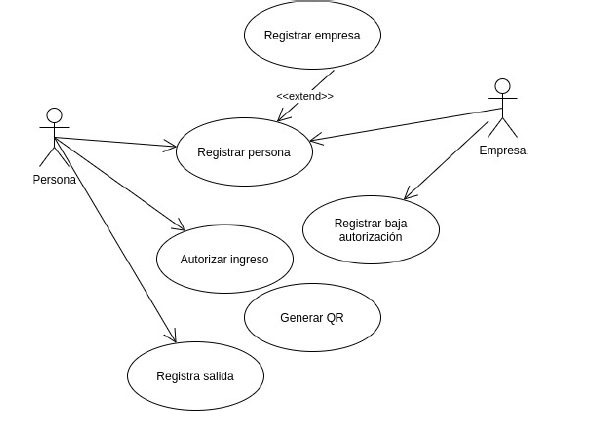 Registrar empresa
<<extend>>
Registrar persona
Persona
Empresa
Registrar baja
autorización
Autorizar ingreso
Generar QR
Registra salida